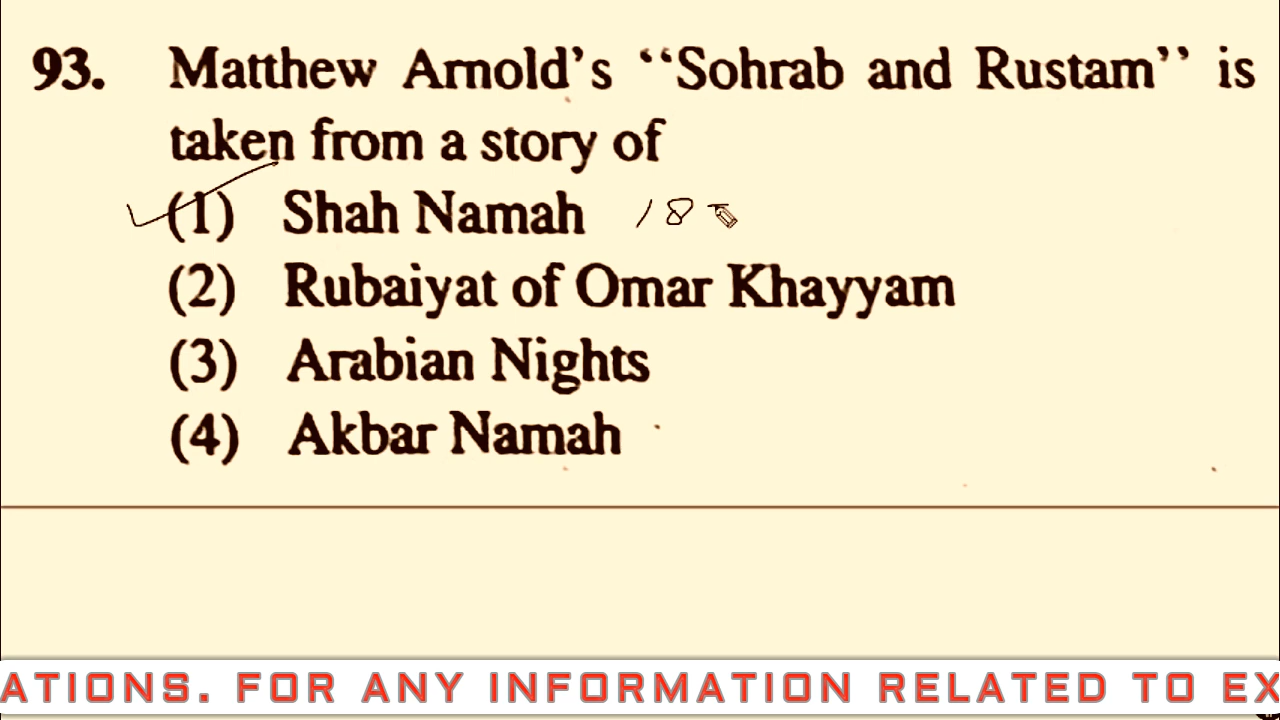 93. Matthew Arnold's “Sohrab and Rustam” is
taken from a story of
(1) Shah Namah 18
(2) Rubaiyat of Omar Khayyam
(3) Arabian Nights
(4) Akbar Namah
ATIONS. FOR ANY INFORMATION RELATED TO EX